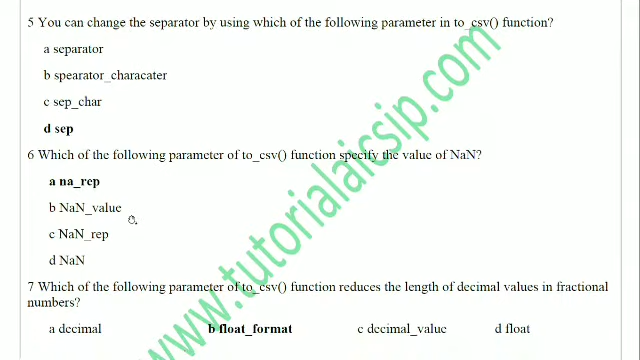 5 You can change the separator by using which of the following parameter in to_csv() function?
a separator
b spearator_characater
c sep_char
d sep
6 Which of the following parameter of to_csv() function specify the value of NaN?
a na_rep
b NaN_value
c NaN_rep
d NaN
7 Which of the following parameter of to_csv() function reduces the length of decimal values in fractional
numbers?
a decimal b float_format c decimal_value d float
www.tutorialaicsip.com